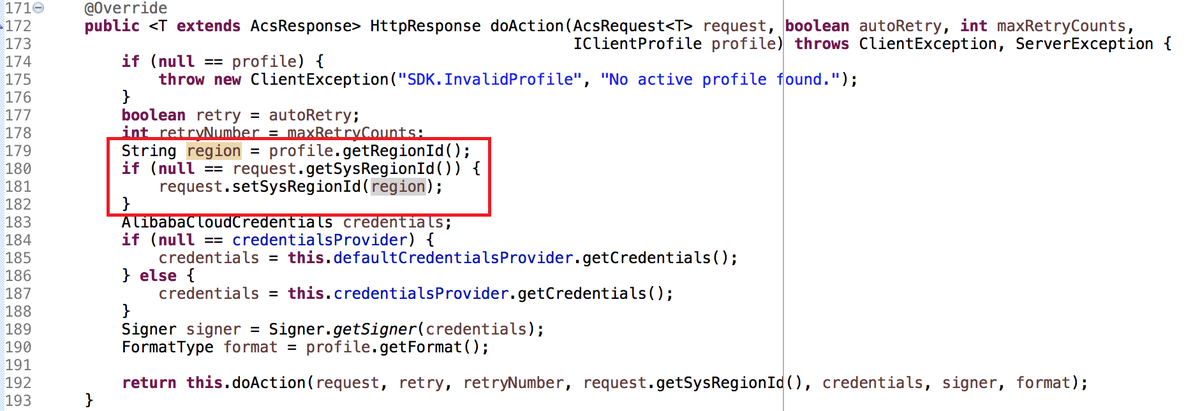 171 @Override
172 public <T extends AcsResponse> HttpResponse doAction(AcsRequest<T> request, boolean autoRetry, int maxRetryCounts,
173 IClientProfile profile) throws ClientException, ServerException {
174 if (null == profile) {
175 throw new ClientException("SDK.InvalidProfile", "No active profile found.");
176 }
177 boolean retry = autoRetry;
178 int retryNumber = maxRetryCounts;
179 String region = profile.getRegionId();
180 if (null == request.getSysRegionId()) {
181 request.setSysRegionId(region);
182 }
183 AlibabaCloudCredentials credentials;
184 if (null == credentialsProvider) {
185 credentials = this.defaultCredentialsProvider.getCredentials();
186 } else {
187 credentials = this.credentialsProvider.getCredentials();
188 }
189 Signer signer = Signer.getSigner(credentials);
190 FormatType format = profile.getFormat();
191
192 return this.doAction(request, retry, retryNumber, request.getSysRegionId(), credentials, signer, format);
193 }